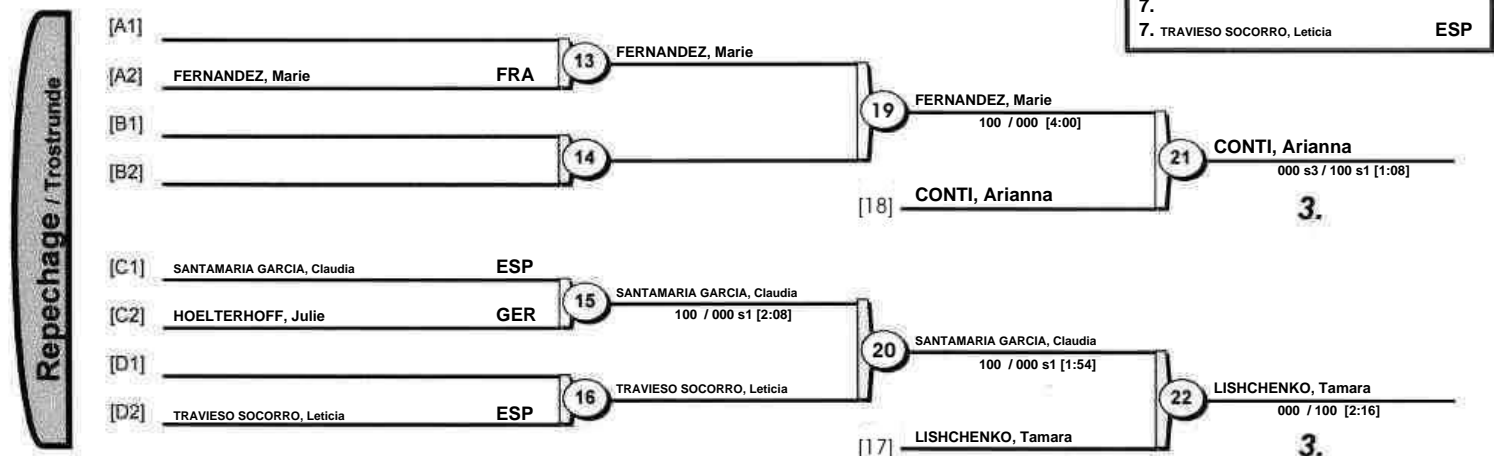 7.
7. TRAVIESO SOCORRO, Leticia ESP
Repechage / Trostrunde
[A1]
[A2] FERNANDEZ, Marie FRA
13 FERNANDEZ, Marie
[B1]
[B2]
14
19 FERNANDEZ, Marie
100 / 000 [4:00]
[18] CONTI, Arianna
21 CONTI, Arianna
000 s3 / 100 s1 [1:08]
3.
[C1] SANTAMARIA GARCIA, Claudia ESP
[C2] HOELTERHOFF, Julie GER
15 SANTAMARIA GARCIA, Claudia
100 / 000 s1 [2:08]
[D1]
[D2] TRAVIESO SOCORRO, Leticia ESP
16 TRAVIESO SOCORRO, Leticia
20 SANTAMARIA GARCIA, Claudia
100 / 000 s1 [1:54]
[17] LISHCHENKO, Tamara
22 LISHCHENKO, Tamara
000 / 100 [2:16]
3.